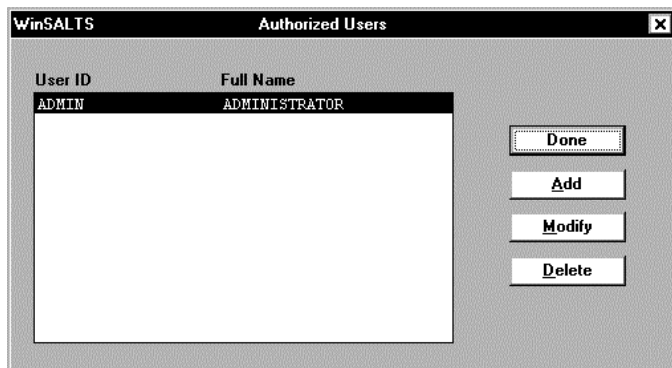 WinSALTS Authorized Users
User ID Full Name
ADMIN ADMINISTRATOR
Done
Add
Modify
Delete